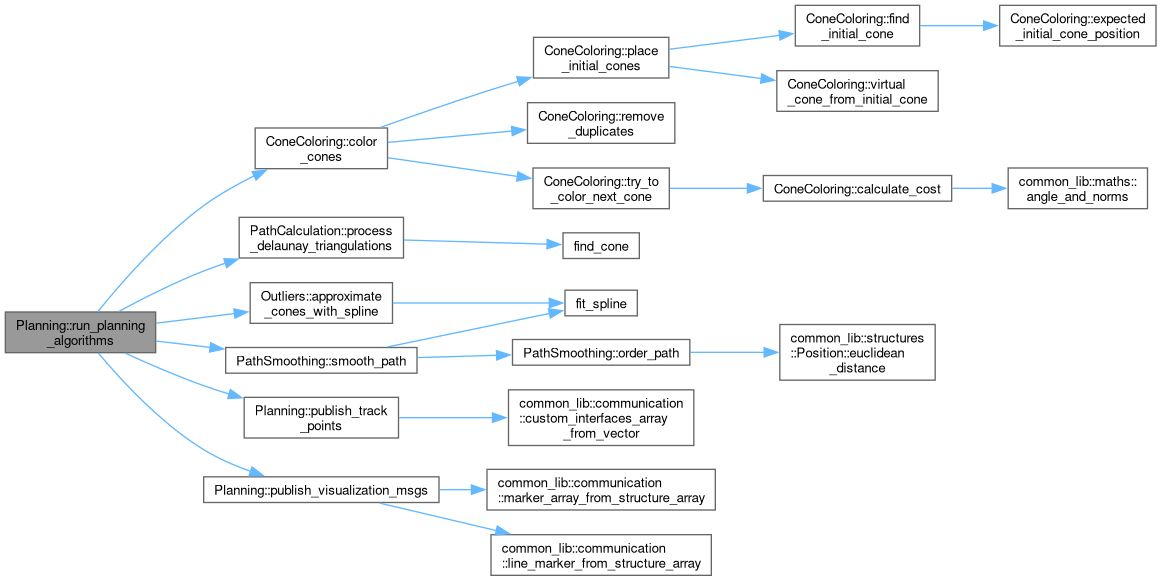 Planning::run_planning
_algorithms
ConeColoring::color
_cones
ConeColoring::place
_initial_cones
ConeColoring::find
_initial_cone
ConeColoring::expected
_initial_cone_position
ConeColoring::virtual
_cone_from_initial_cone
ConeColoring::remove
_duplicates
ConeColoring::try_to
_color_next_cone
ConeColoring::calculate_cost
common_lib::maths::
angle_and_norms
PathCalculation::process
_delaunay_triangulations
find_cone
Outliers::approximate
_cones_with_spline
fit_spline
PathSmoothing::smooth_path
PathSmoothing::order_path
common_lib::structures
::Position::euclidean
_distance
Planning::publish_track
_points
common_lib::communication
::custom_interfaces_array
_from_vector
Planning::publish_visualization_msgs
common_lib::communication
::marker_array_from_structure_array
common_lib::communication
::line_marker_from_structure_array